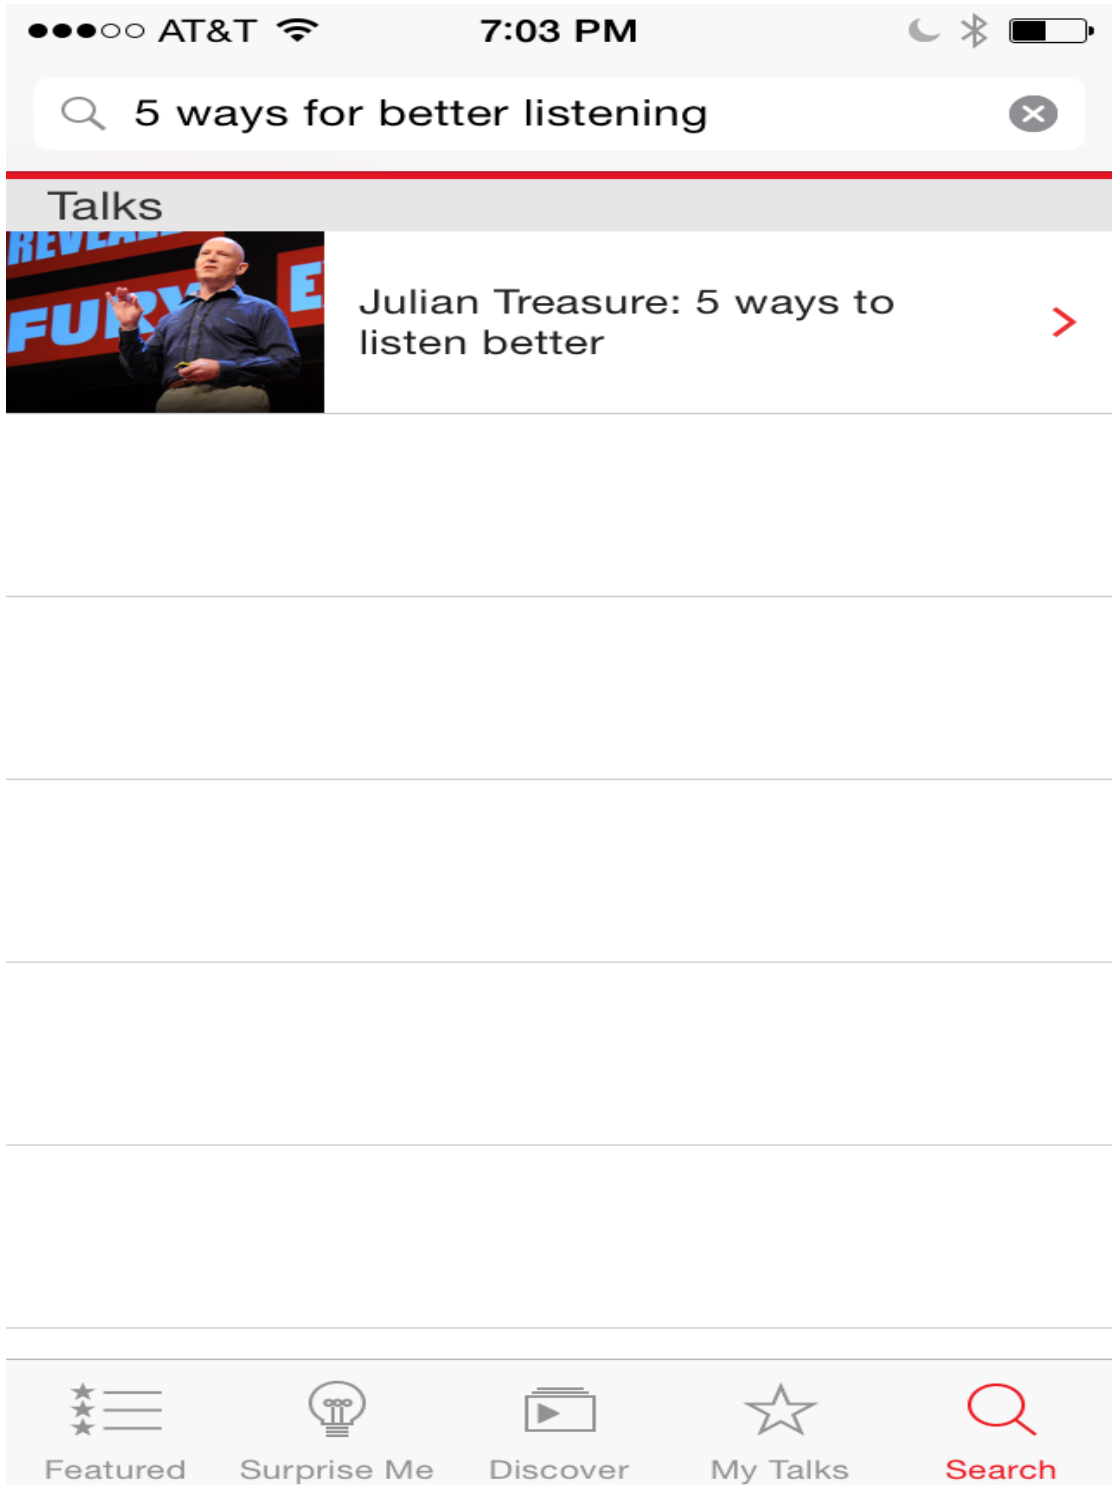 AT&T 7:03 PM
5 ways for better listening
Talks
FURY
Julian Treasure: 5 ways to
listen better
Featured Surprise Me Discover My Talks Search